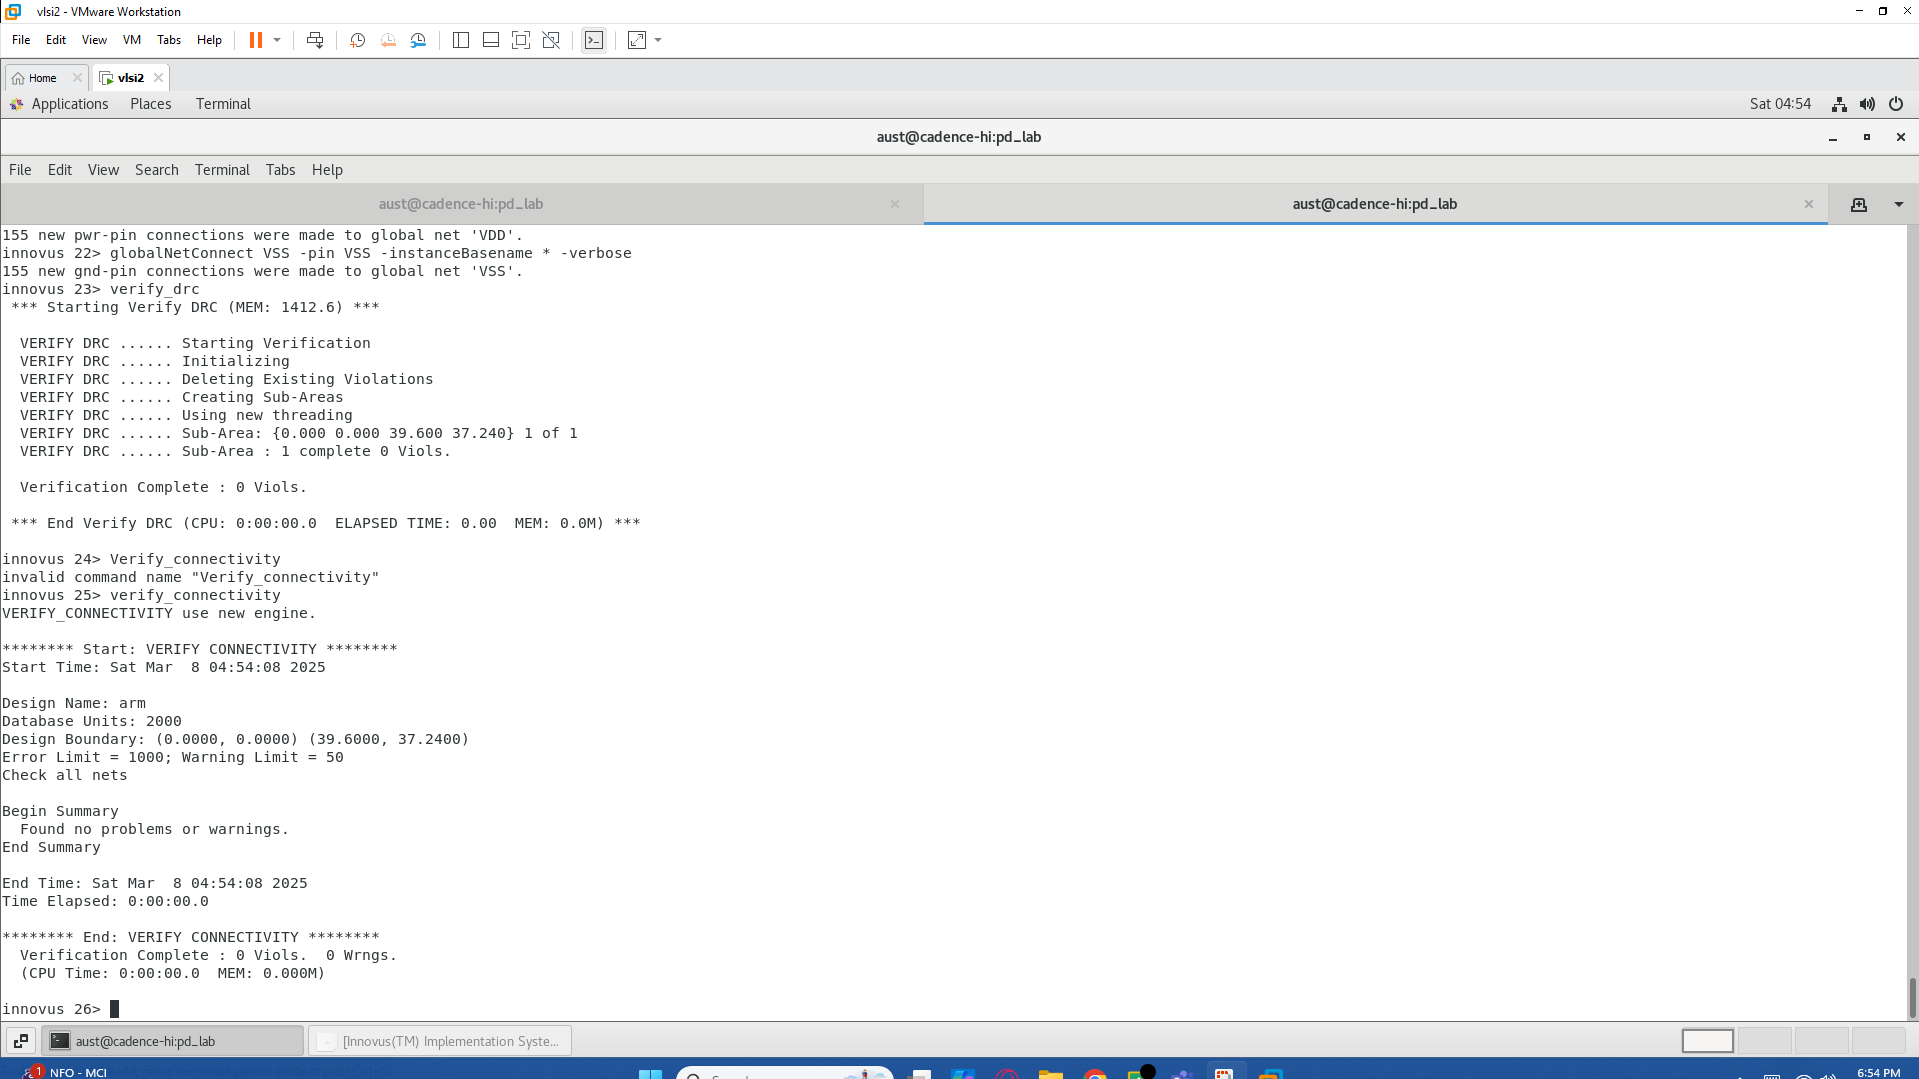 vlsi2 - VMware Workstation
File Edit View VM Tabs Help
Home vlsi2
Applications Places Terminal Sat 04:54
aust@cadence-hi:pd_lab
File Edit View Search Terminal Tabs Help
aust@cadence-hi:pd_lab aust@cadence-hi:pd_lab
155 new pwr-pin connections were made to global net 'VDD'.
innovus 22> globalNetConnect VSS -pin VSS -instanceBasename * -verbose
155 new gnd-pin connections were made to global net 'VSS'.
innovus 23> verify_drc
*** Starting Verify DRC (MEM: 1412.6) ***
VERIFY DRC ...... Starting Verification
VERIFY DRC ...... Initializing
VERIFY DRC ...... Deleting Existing Violations
VERIFY DRC ...... Creating Sub-Areas
VERIFY DRC ...... Using new threading
VERIFY DRC ...... Sub-Area: {0.000 0.000 39.600 37.240} 1 of 1
VERIFY DRC ...... Sub-Area : 1 complete 0 Viols.
Verification Complete : 0 Viols.
*** End Verify DRC (CPU: 0:00:00.0  ELAPSED TIME: 0.00  MEM: 0.0M) ***
innovus 24> Verify_connectivity
invalid command name "Verify_connectivity"
innovus 25> verify_connectivity
VERIFY_CONNECTIVITY use new engine.
******** Start: VERIFY CONNECTIVITY ********
Start Time: Sat Mar  8 04:54:08 2025
Design Name: arm
Database Units: 2000
Design Boundary: (0.0000, 0.0000) (39.6000, 37.2400)
Error Limit = 1000; Warning Limit = 50
Check all nets
Begin Summary
Found no problems or warnings.
End Summary
End Time: Sat Mar  8 04:54:08 2025
Time Elapsed: 0:00:00.0
******** End: VERIFY CONNECTIVITY ********
Verification Complete : 0 Viols.  0 Wrngs.
(CPU Time: 0:00:00.0  MEM: 0.000M)
innovus 26>
aust@cadence-hi:pd_lab [Innovus(TM) Implementation Syste...
1 NFO - MCI 6:54 PM